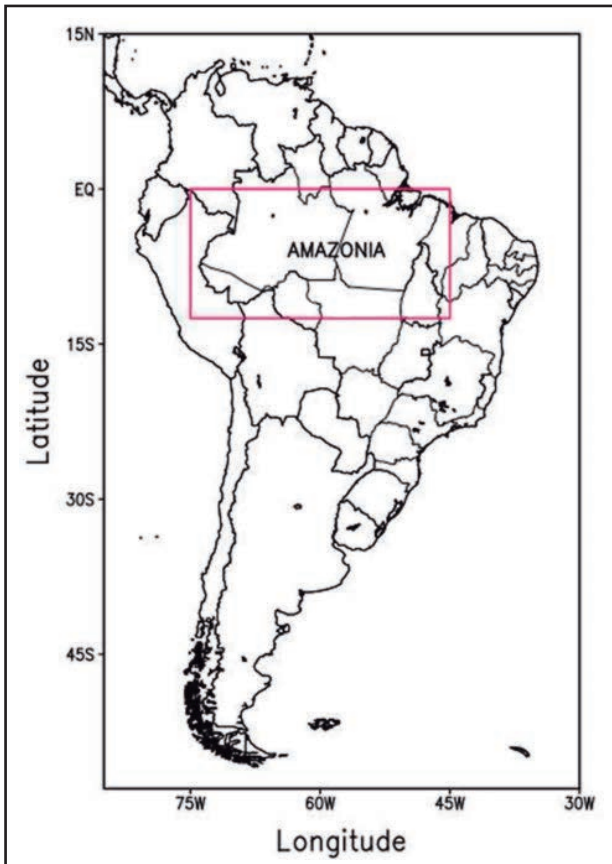 15N
EQ
AMAZONIA
15S
Latitude
30S
45S
75W 60W 45W 30W
Longitude